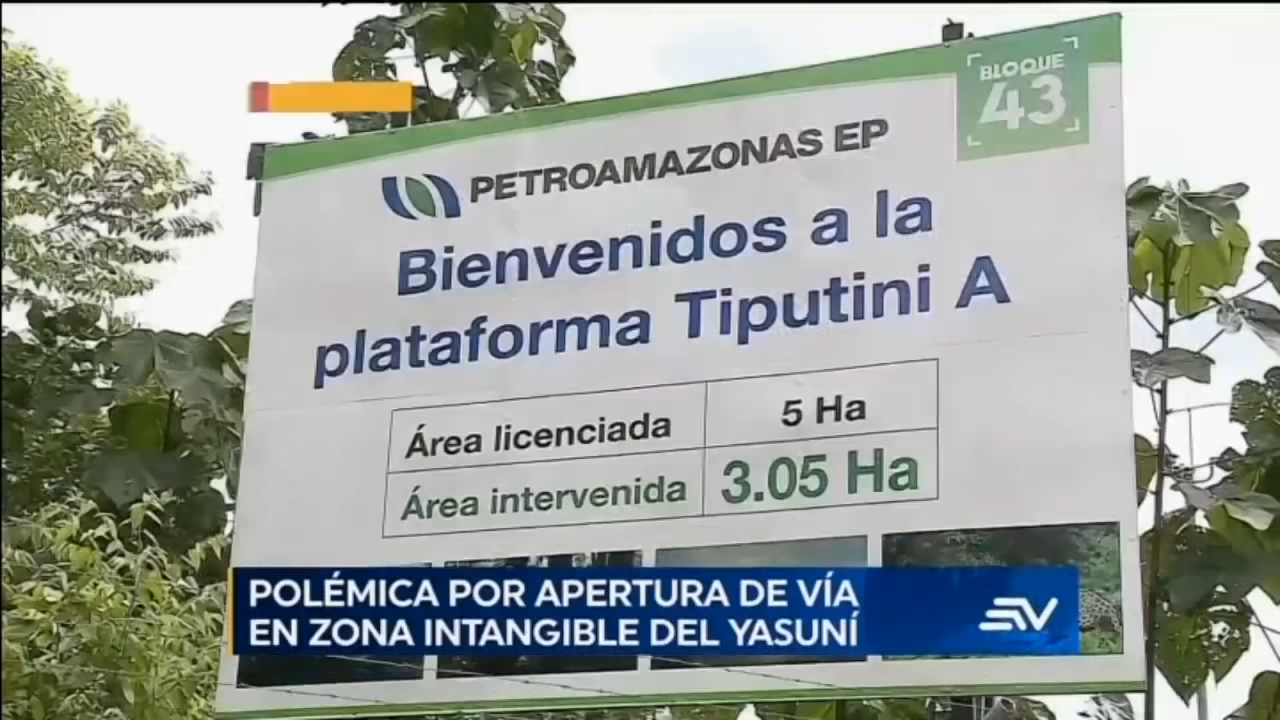 BLOQUE
43
PETROAMAZONAS EP
Bienvenidos a la
plataforma Tiputini A
Área licenciada 5 Ha
Área intervenida 3.05 Ha
POLÉMICA POR APERTURA DE VÍA
EN ZONA INTANGIBLE DEL YASUNÍ